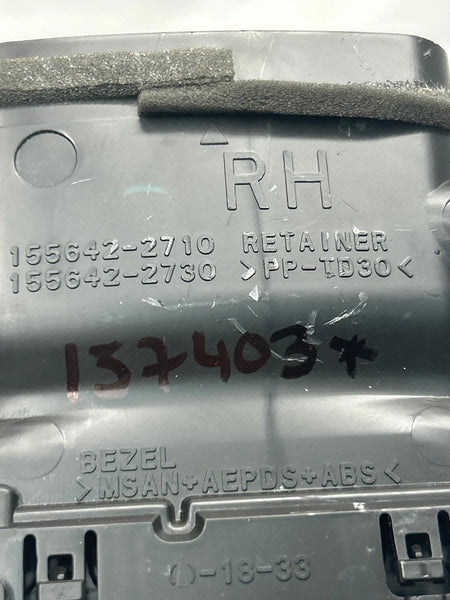 RH
155642-2710 RETAINER
155642-2730 >PP-TD30<
137403*
BEZEL
>MSAN+AEPDS+ABS<
-18-33